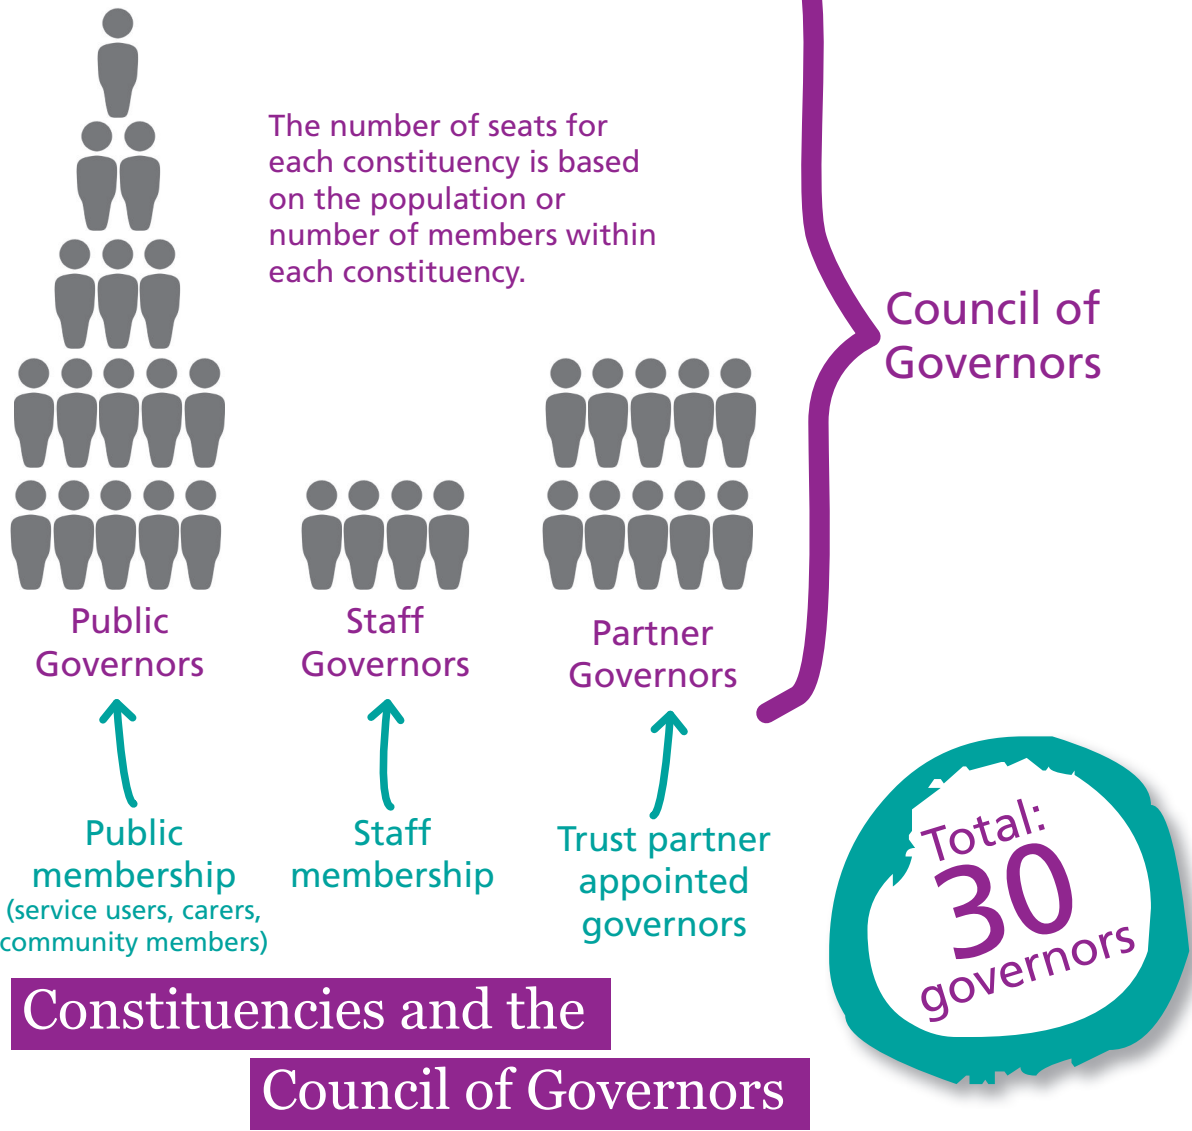 The number of seats for
each constituency is based
on the population or
number of members within
each constituency.
Council of
Governors
Public
Governors
Staff
Governors
Partner
Governors
Public
membership
(service users, carers,
community members)
Staff
membership
Trust partner
appointed
governors
Total:
30
governors
Constituencies and the
Council of Governors